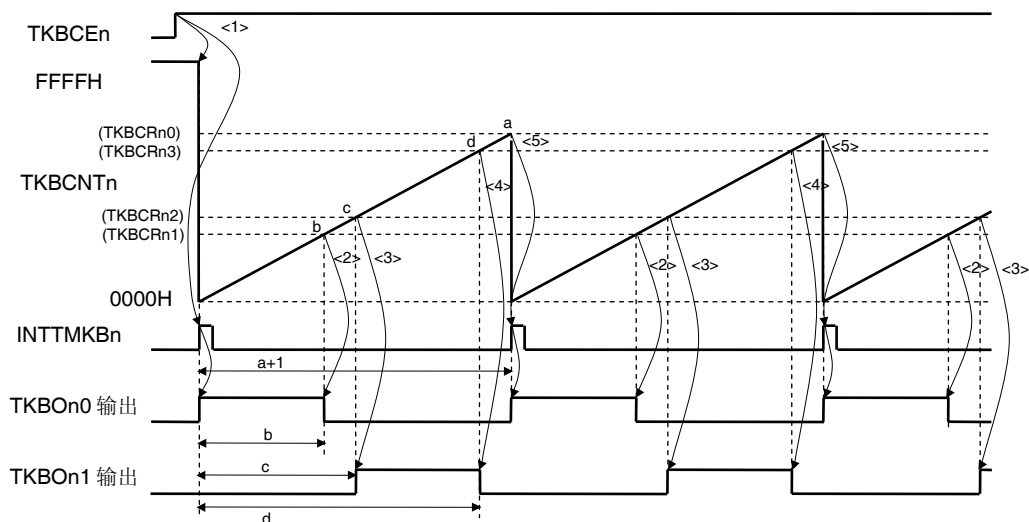 TKBCEn
<1>
FFFFH
(TKBCRn0)
a
(TKBCRn3)
d
<5>
<5>
TKBCNTn
<4>
<4>
(TKBCRn2)
c
(TKBCRn1)
b
<2>
<3>
<2>
<3>
<2>
<3>
0000H
INTTMKBn
a+1
TKBOn0 输出
b
TKBOn1 输出
c
d